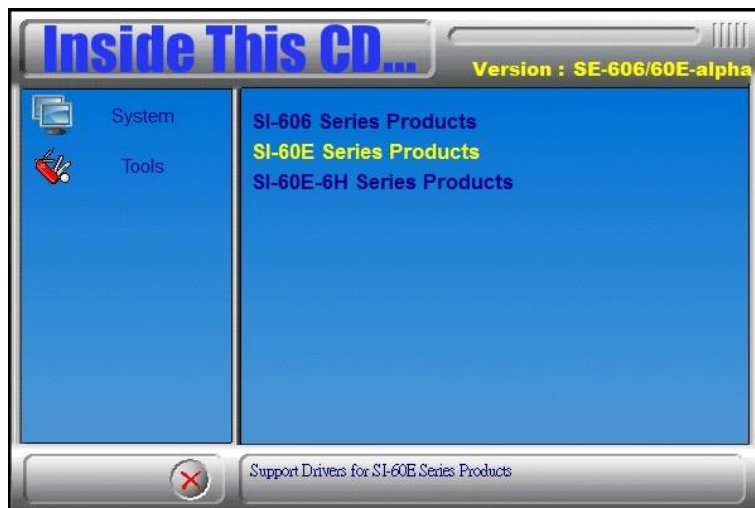 Inside This CD...
Version : SE-606/60E-alpha
System
Tools
SI-606 Series Products
SI-60E Series Products
SI-60E-6H Series Products
Support Drivers for SI-60E Series Products